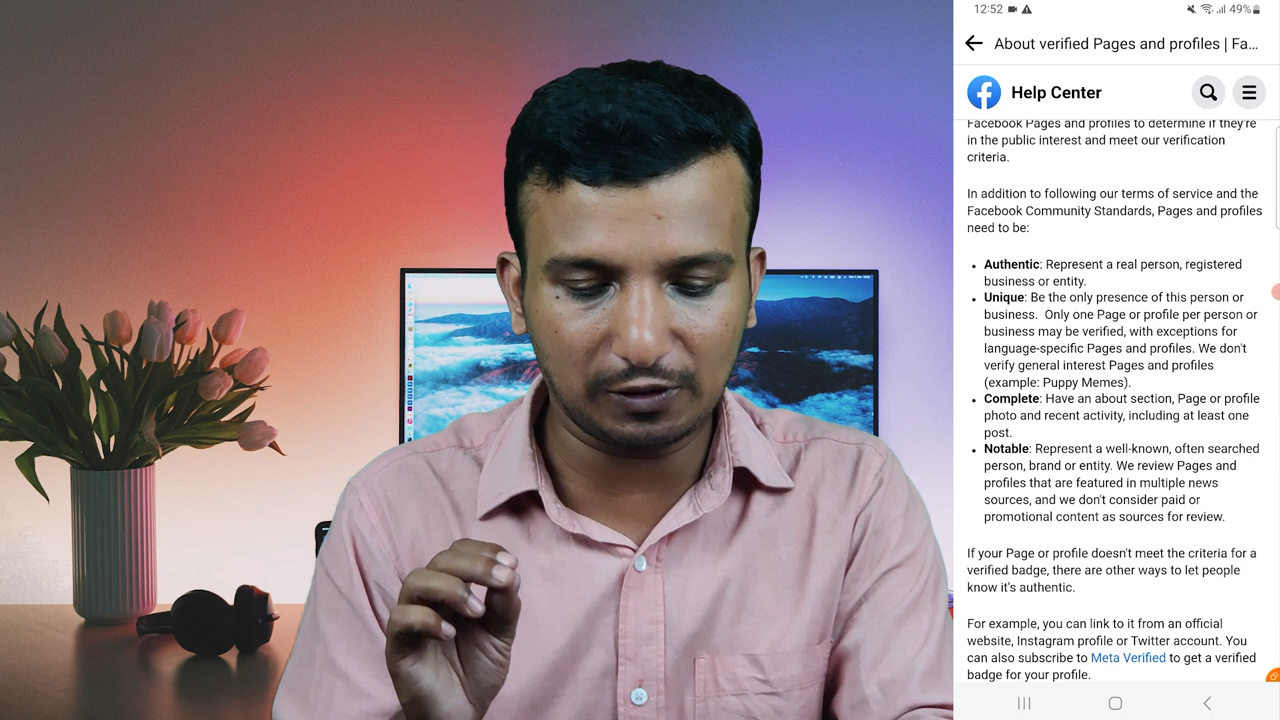 12:52
49%
About verified Pages and profiles | Fa...
Help Center
Facebook Pages and profiles to determine if they're
in the public interest and meet our verification
criteria.
In addition to following our terms of service and the
Facebook Community Standards, Pages and profiles
need to be:
• Authentic: Represent a real person, registered
business or entity.
• Unique: Be the only presence of this person or
business. Only one Page or profile per person or
business may be verified, with exceptions for
language-specific Pages and profiles. We don't
verify general interest Pages and profiles
(example: Puppy Memes).
• Complete: Have an about section, Page or profile
photo and recent activity, including at least one
post.
• Notable: Represent a well-known, often searched
person, brand or entity. We review Pages and
profiles that are featured in multiple news
sources, and we don't consider paid or
promotional content as sources for review.
If your Page or profile doesn't meet the criteria for a
verified badge, there are other ways to let people
know it's authentic.
For example, you can link to it from an official
website, Instagram profile or Twitter account. You
can also subscribe to Meta Verified to get a verified
badge for your profile.